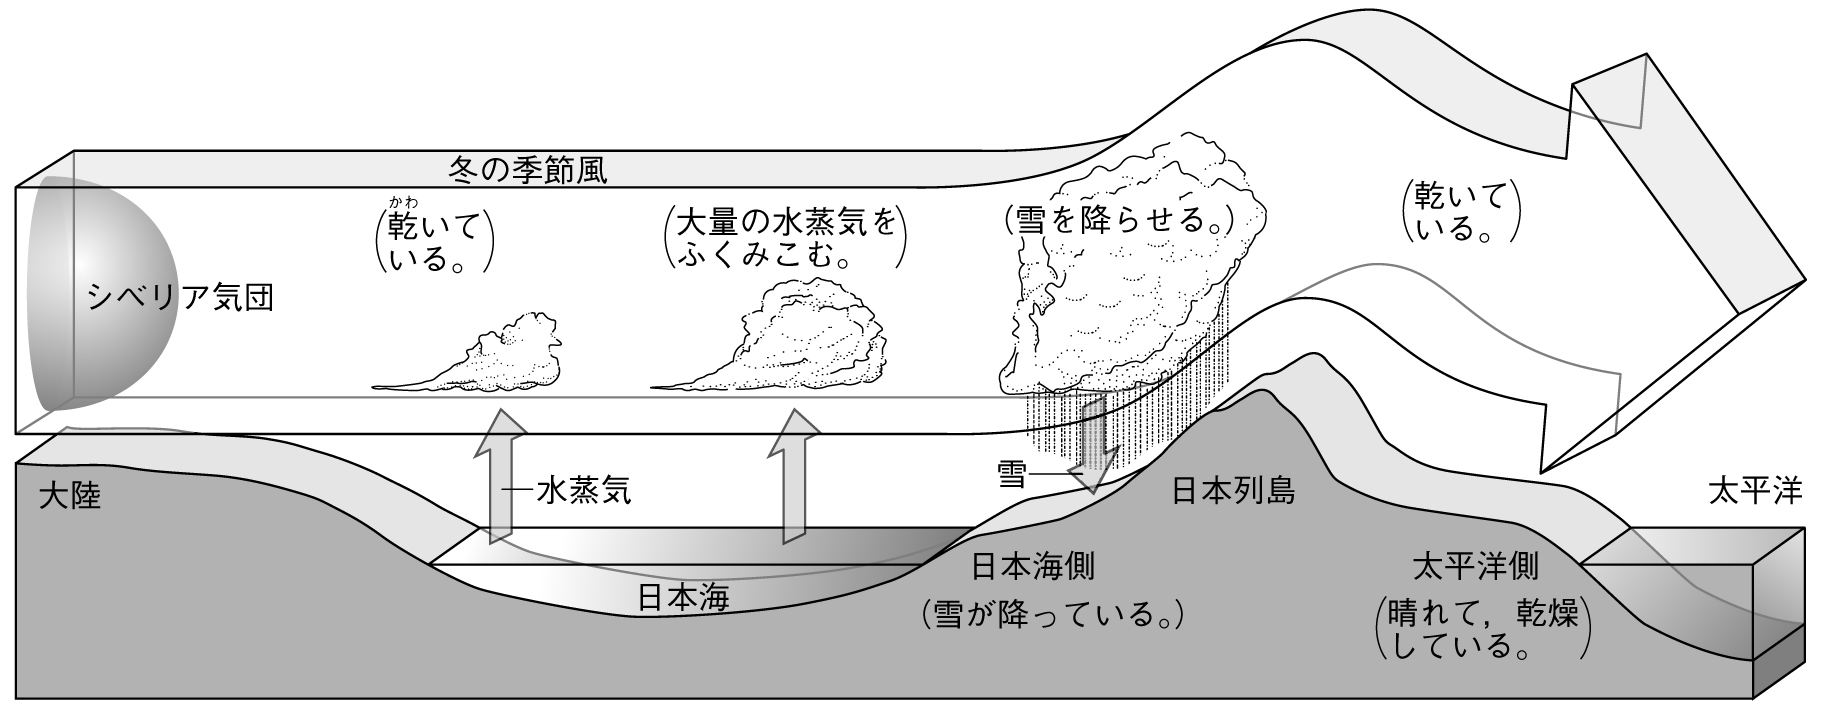 冬の季節風
かわ
(乾いて
いる。)
(大量の水蒸気を
ふくみこむ。)
(雪を降らせる。)
(乾いて
いる。)
シベリア気団
大陸
水蒸気
雪
日本列島
太平洋
日本海
日本海側
(雪が降っている。)
太平洋側
(晴れて，乾燥
している。)